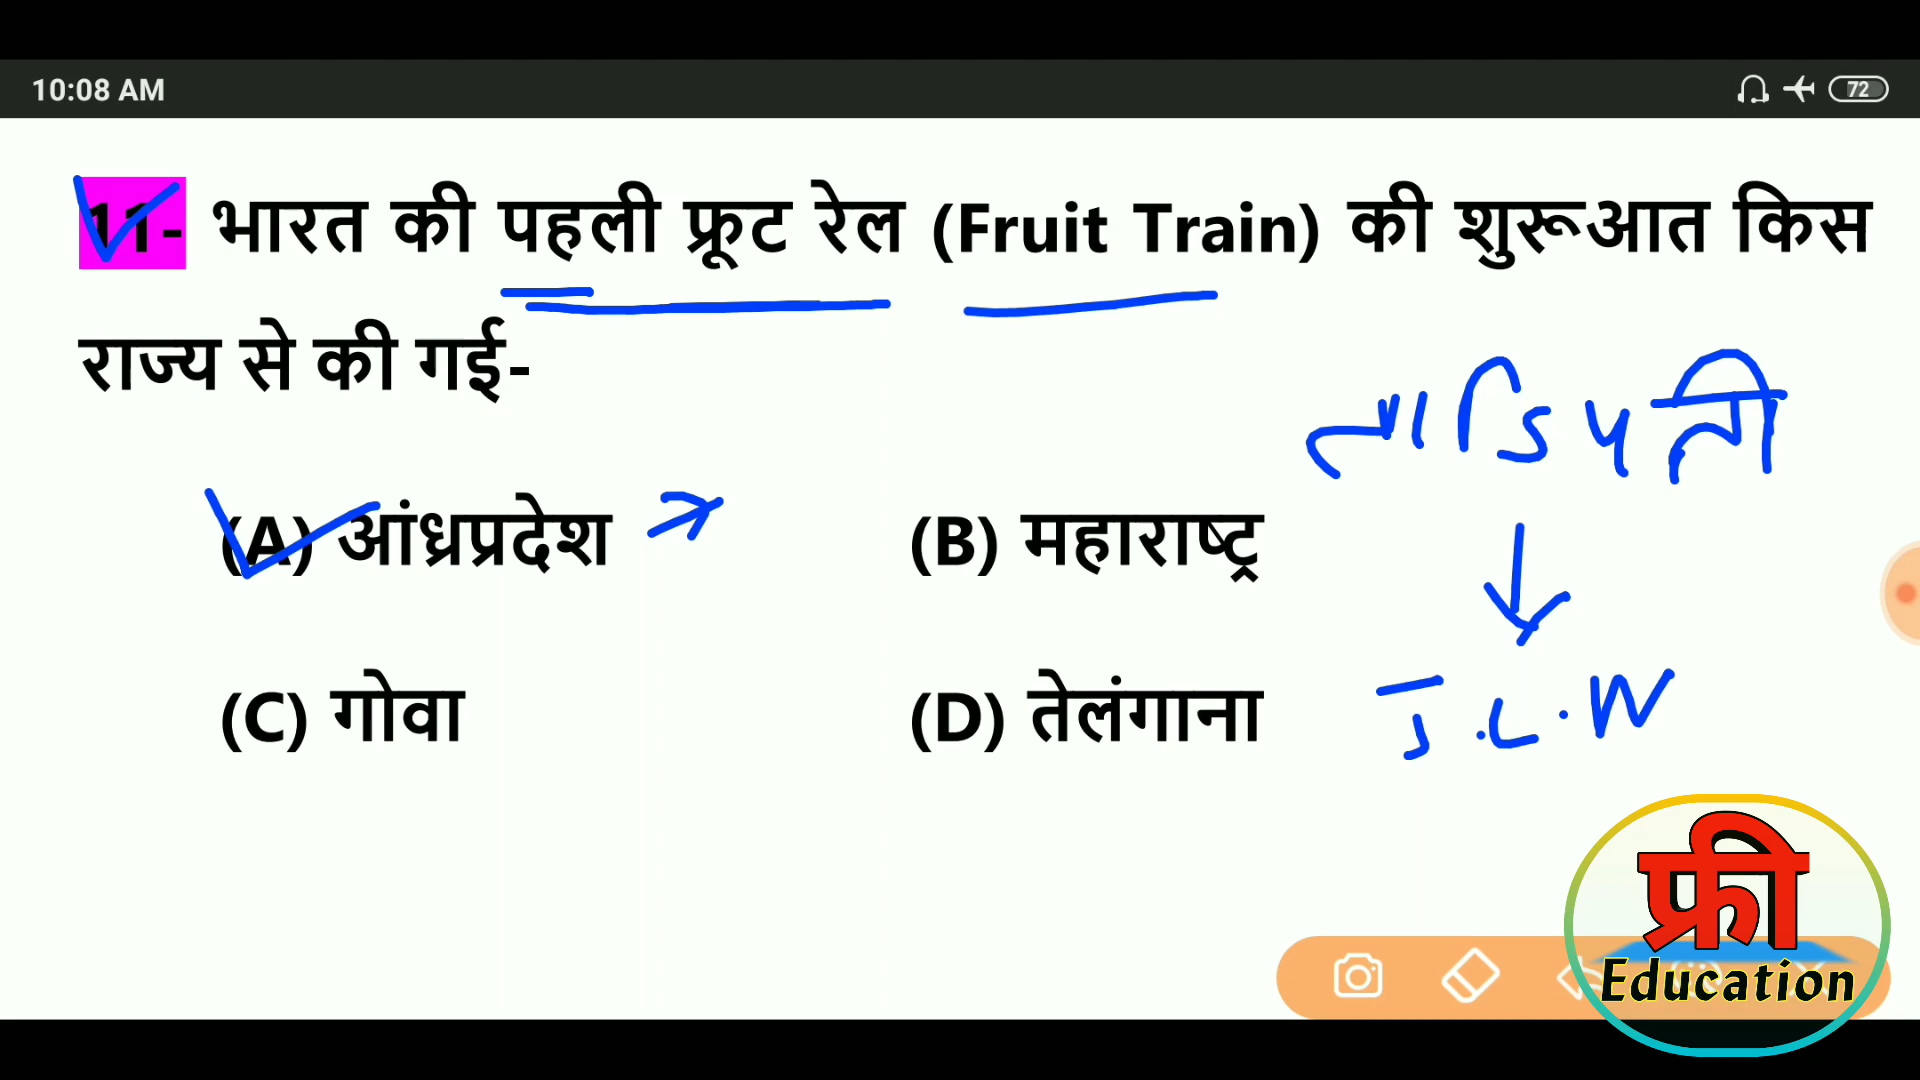 10:08 AM
72
11- भारत की पहली फ्रूट रेल (Fruit Train) की शुरूआत किस
राज्य से की गई-
ताडिपत्री
(A) आंध्रप्रदेश (B) महाराष्ट्र
(C) गोवा (D) तेलंगाना
J.L.W
फ्री
Education